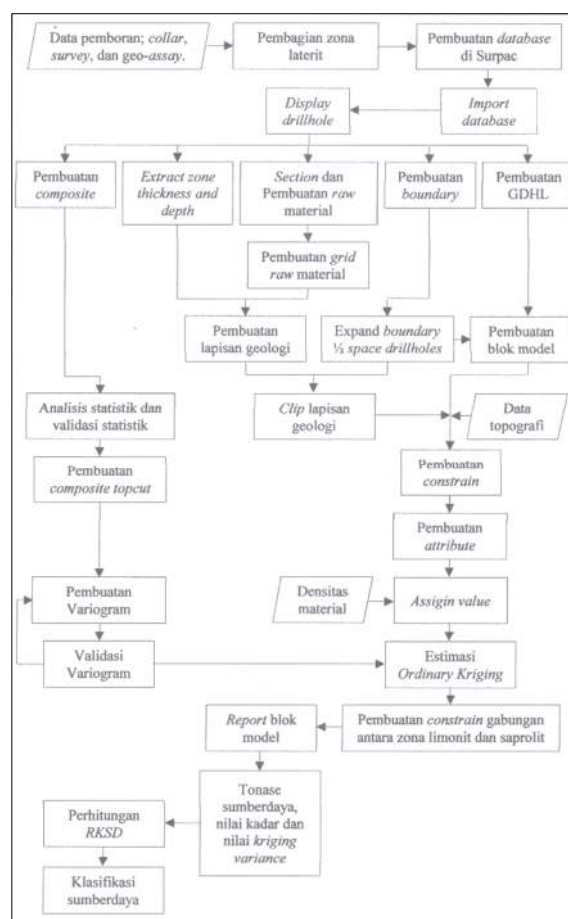 Data pemboran; collar,
survey, dan geo-assay.
Pembagian zona
laterit
Pembuatan database
di Surpac
Display
drillhole
Import
database
Pembuatan
composite
Extract zone
thickness and
depth
Section dan
Pembuatan raw
material
Pembuatan
boundary
Pembuatan
GDHL
Pembuatan grid
raw material
Pembuatan
lapisan geologi
Expand boundary
⅓ space drillholes
Pembuatan
blok model
Analisis statistik dan
validasi statistik
Clip lapisan
geologi
Data
topografi
Pembuatan
composite topcut
Pembuatan
constrain
Pembuatan
attribute
Pembuatan
Variogram
Densitas
material
Assigin value
Validasi
Variogram
Estimasi
Ordinary Kriging
Report blok
model
Pembuatan constrain gabungan
antara zona limonit dan saprolit
Perhitungan
RKSD
Tonase
sumberdaya,
nilai kadar dan
nilai kriging
variance
Klasifikasi
sumberdaya